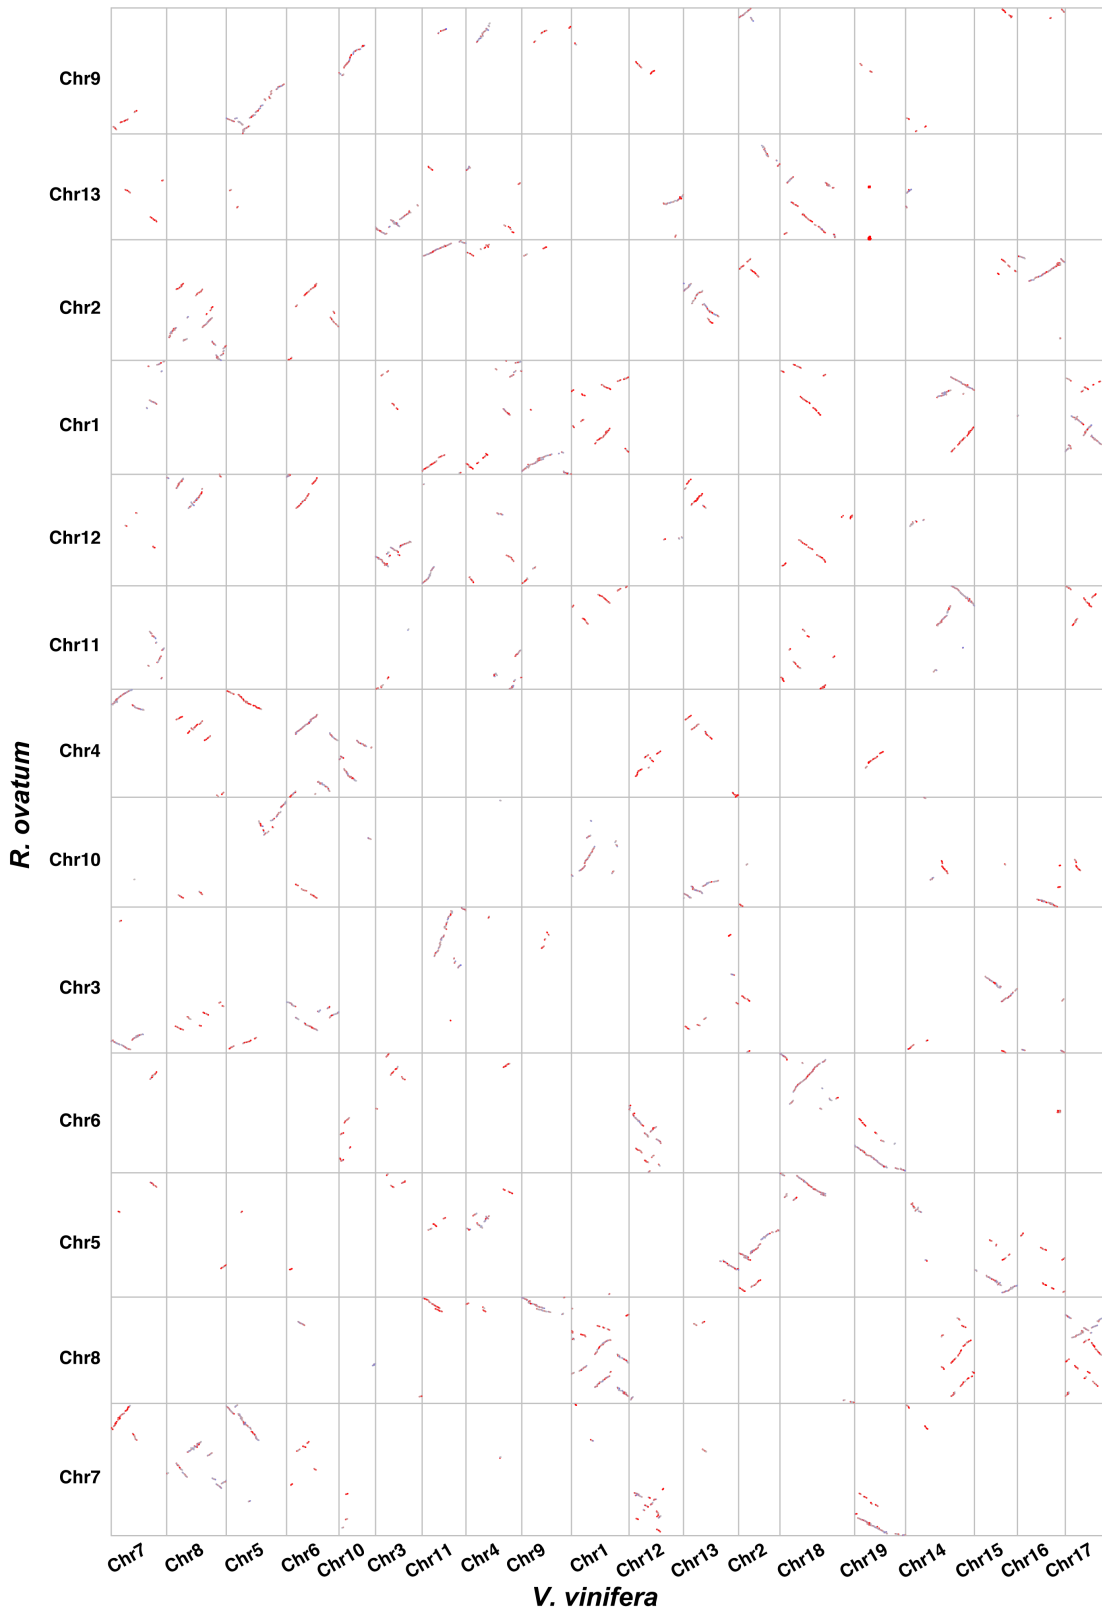 Chr9
Chr13
Chr2
Chr1
Chr12
Chr11
Chr4
Chr10
Chr3
Chr6
Chr5
Chr8
Chr7
R. ovatum
Chr7 Chr8 Chr5 Chr6 Chr10 Chr3 Chr11 Chr4 Chr9 Chr1 Chr12 Chr13 Chr2 Chr18 Chr19 Chr14 Chr15 Chr16 Chr17
V. vinifera